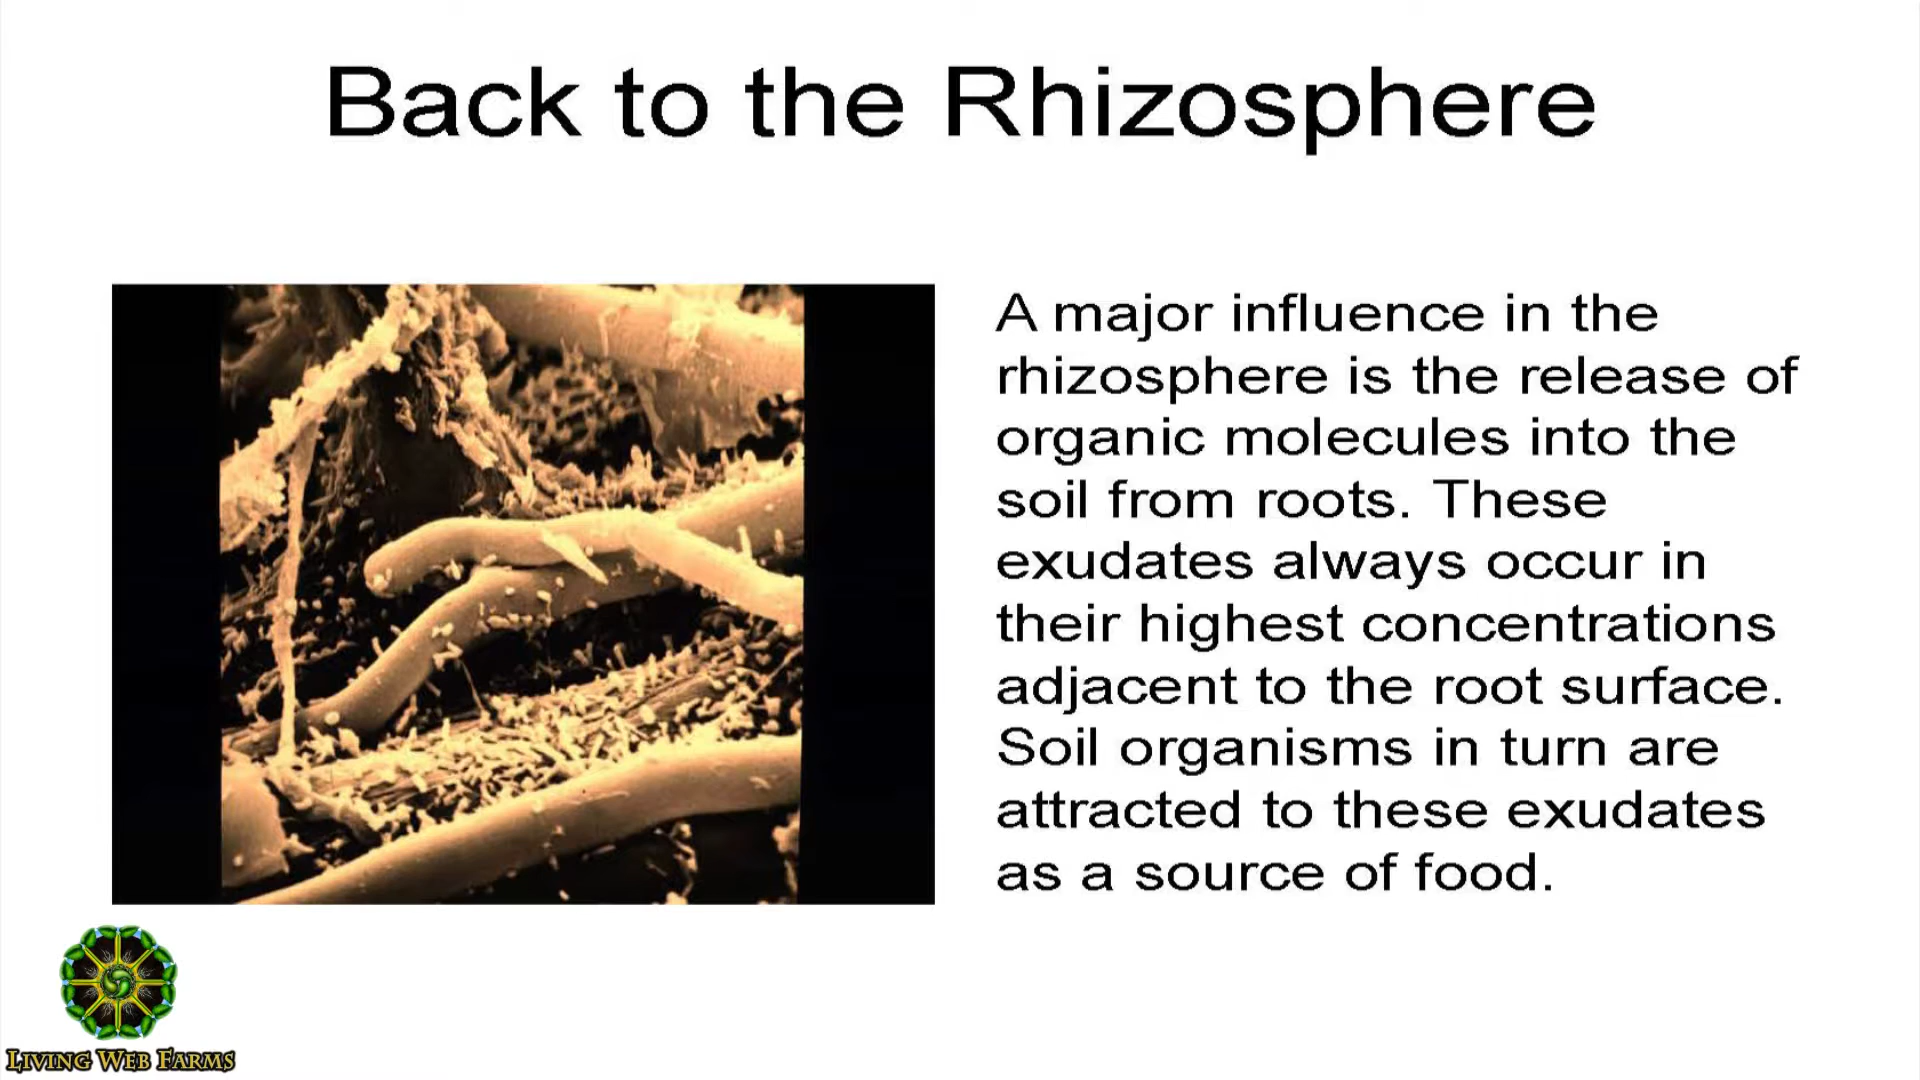 Back to the Rhizosphere
A major influence in the
rhizosphere is the release of
organic molecules into the
soil from roots. These
exudates always occur in
their highest concentrations
adjacent to the root surface.
Soil organisms in turn are
attracted to these exudates
as a source of food.
LIVING WEB FARMS